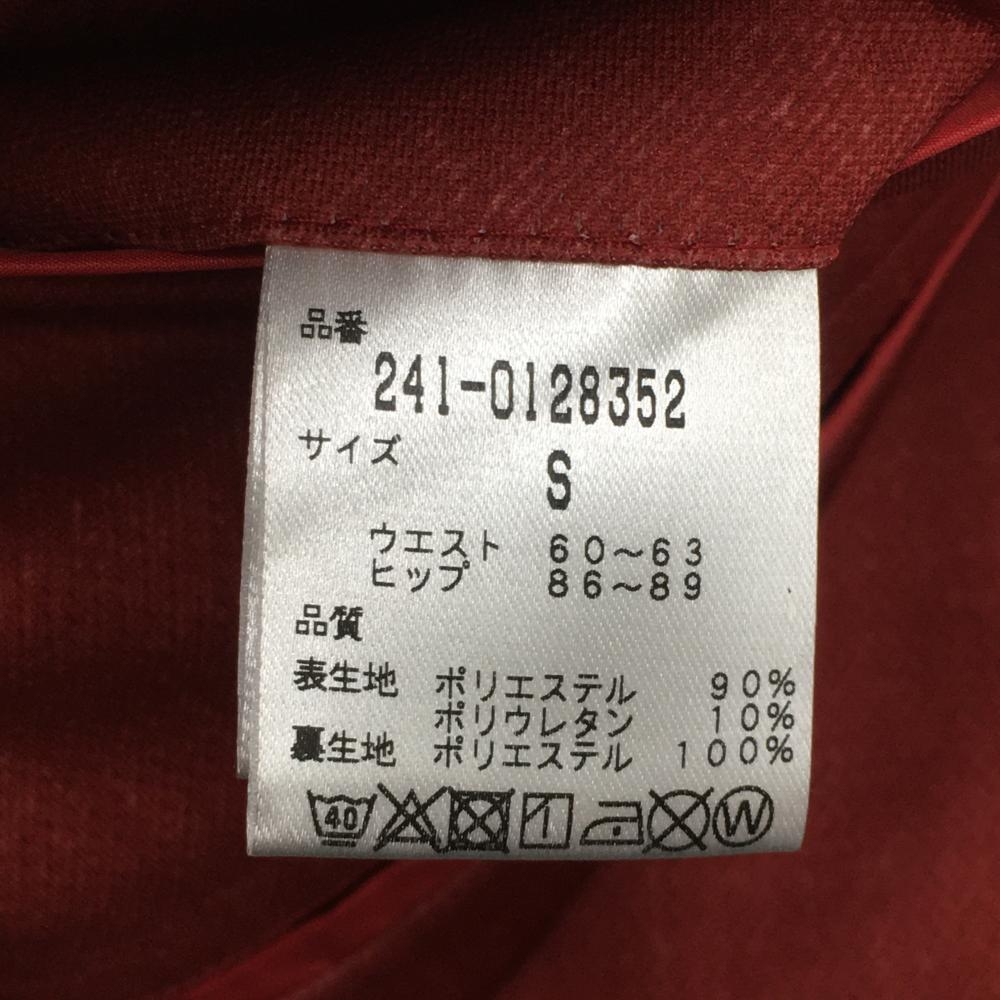 品番
241-0128352
サイズ
S
ウエスト 60～63
ヒップ 86～89
品質
表生地 ポリエステル 90%
ポリウレタン 10%
裏生地 ポリエステル 100%
40 W